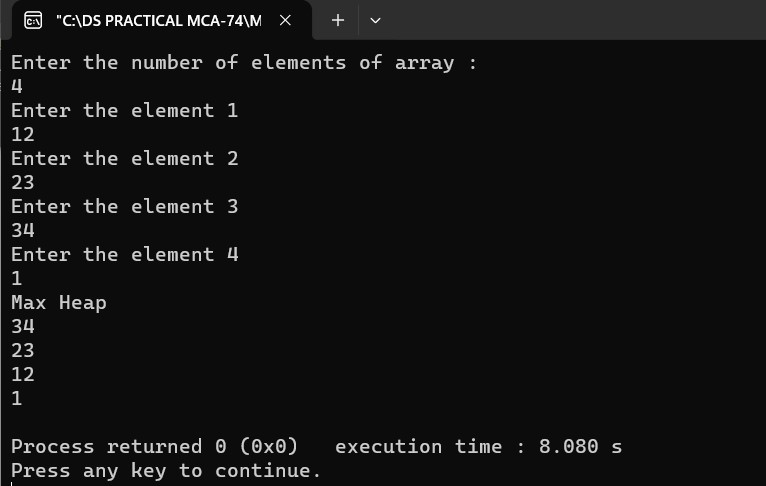 "C:\DS PRACTICAL MCA-74\M
Enter the number of elements of array :
4
Enter the element 1
12
Enter the element 2
23
Enter the element 3
34
Enter the element 4
1
Max Heap
34
23
12
1
Process returned 0 (0x0)   execution time : 8.080 s
Press any key to continue.